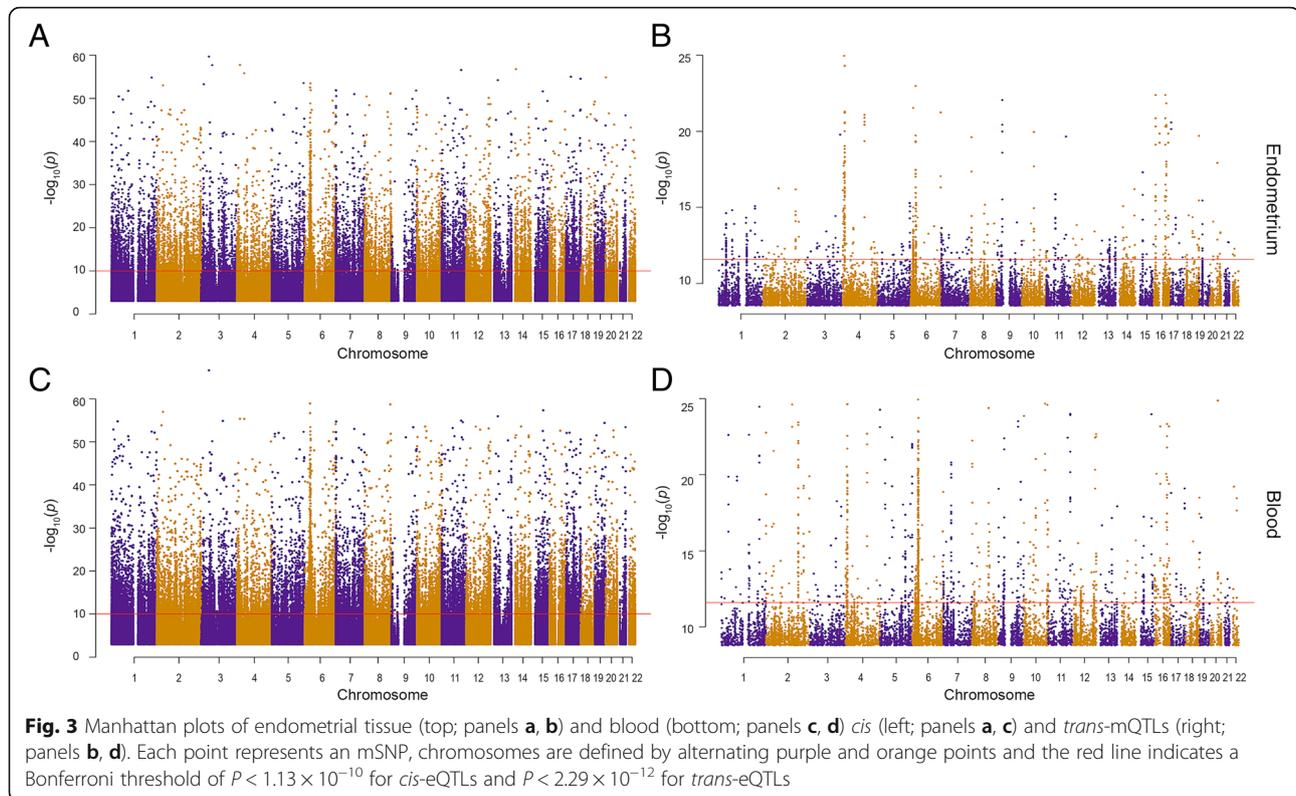 A
60
50
40
30
20
10
0
-log10(p)
1 2 3 4 5 6 7 8 9 10 11 12 13 14 15 16 17 18 19 20 21 22
Chromosome
B
25
20
15
10
-log10(p)
1 2 3 4 5 6 7 8 9 10 11 12 13 14 15 16 17 18 19 20 21 22
Chromosome
Endometrium
C
60
50
40
30
20
10
0
-log10(p)
1 2 3 4 5 6 7 8 9 10 11 12 13 14 15 16 17 18 19 20 21 22
Chromosome
D
25
20
15
10
-log10(p)
1 2 3 4 5 6 7 8 9 10 11 12 13 14 15 16 17 18 19 20 21 22
Chromosome
Blood
Fig. 3 Manhattan plots of endometrial tissue (top; panels a, b) and blood (bottom; panels c, d) cis (left; panels a, c) and trans-mQTLs (right;
panels b, d). Each point represents an mSNP, chromosomes are defined by alternating purple and orange points and the red line indicates a
Bonferroni threshold of P < 1.13 × 10⁻¹⁰ for cis-eQTLs and P < 2.29 × 10⁻¹² for trans-eQTLs